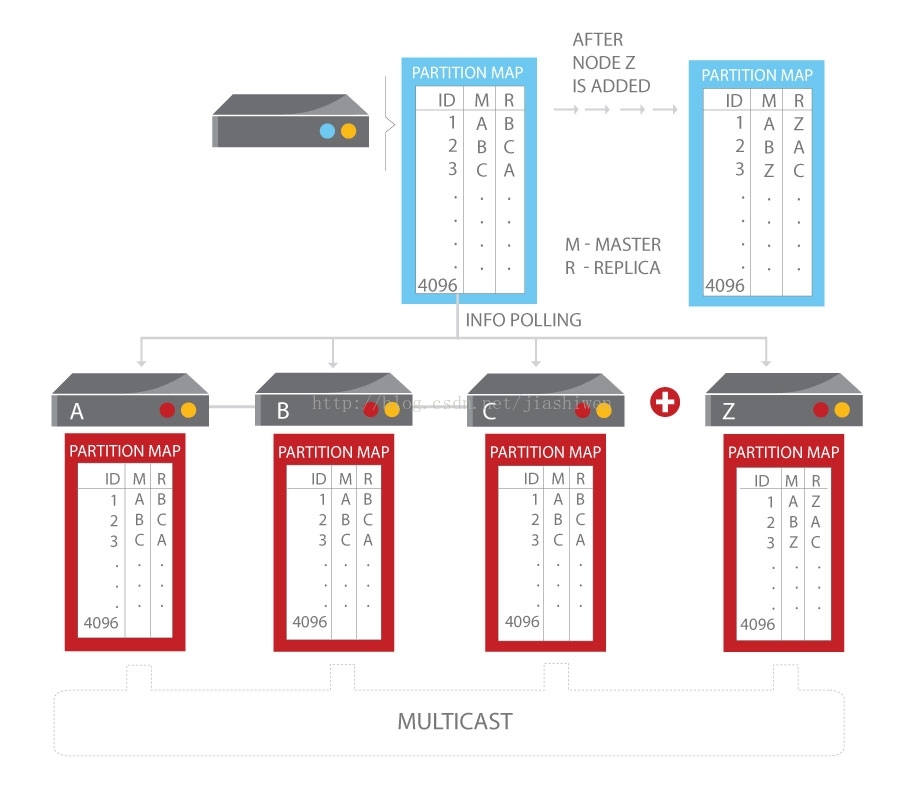 AFTER
NODE Z
IS ADDED
PARTITION MAP
ID M R
1 A B
2 B C
3 C A
. . .
. . .
. . .
. . .
4096
PARTITION MAP
ID M R
1 A Z
2 B A
3 Z C
. . .
. . .
. . .
. . .
4096
M - MASTER
R - REPLICA
INFO POLLING
A
B
C
Z
http://blog.csdn.net/jiashiwen
PARTITION MAP
ID M R
1 A B
2 B C
3 C A
. . .
. . .
. . .
4096
PARTITION MAP
ID M R
1 A B
2 B C
3 C A
. . .
. . .
. . .
4096
PARTITION MAP
ID M R
1 A B
2 B C
3 C A
. . .
. . .
. . .
4096
PARTITION MAP
ID M R
1 A Z
2 B A
3 Z C
. . .
. . .
. . .
4096
MULTICAST